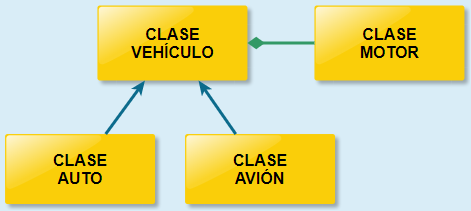 CLASE
VEHÍCULO
CLASE
MOTOR
CLASE
AUTO
CLASE
AVIÓN